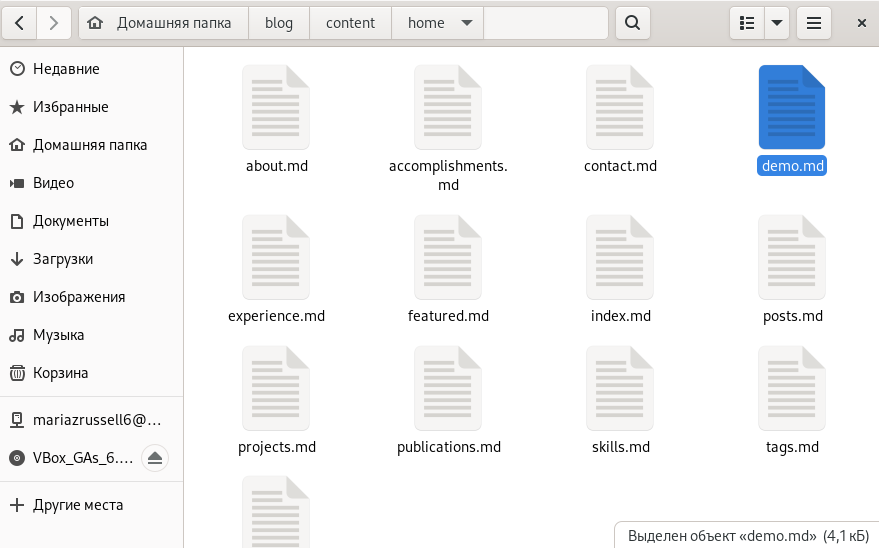 Домашняя папка
blog
content
home
Недавние
Избранные
Домашняя папка
Видео
Документы
Загрузки
Изображения
Музыка
Корзина
mariazrussell6@...
VBox_GAs_6....
Другие места
about.md
accomplishments.
md
contact.md
demo.md
experience.md
featured.md
index.md
posts.md
projects.md
publications.md
skills.md
tags.md
Выделен объект «demo.md» (4,1 кБ)